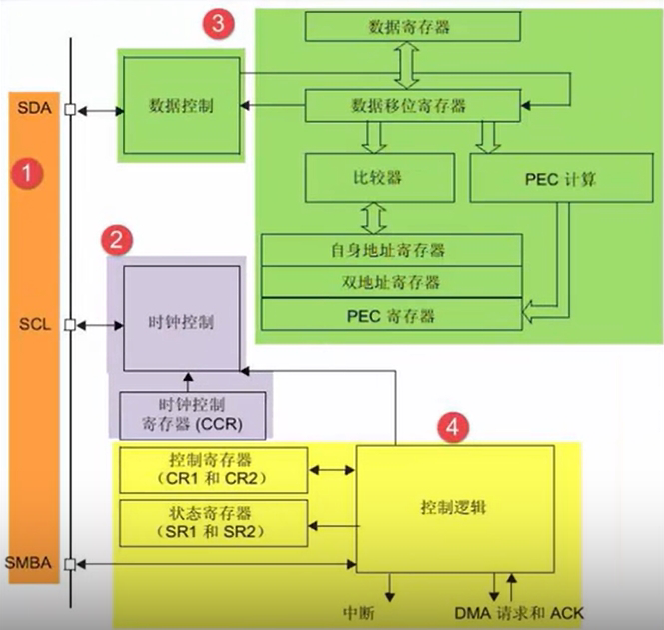 3
数据寄存器
SDA
数据控制
数据移位寄存器
1
比较器
PEC 计算
2
自身地址寄存器
双地址寄存器
PEC 寄存器
SCL
时钟控制
时钟控制
寄存器 (CCR)
4
控制寄存器
（CR1 和 CR2）
控制逻辑
状态寄存器
（SR1 和 SR2）
SMBA
中断
DMA 请求和 ACK